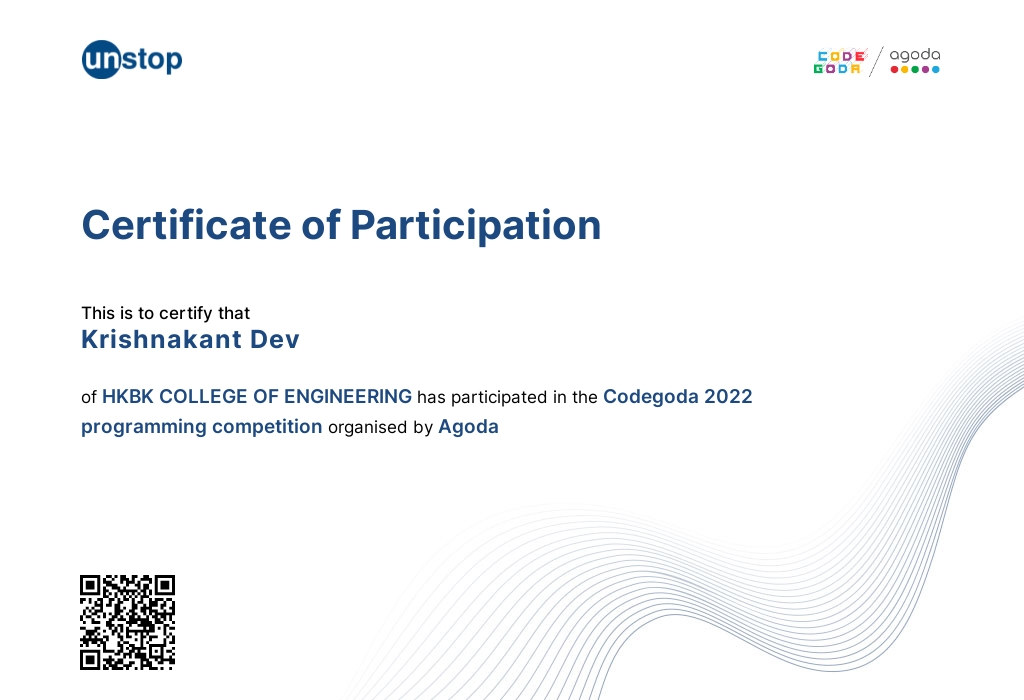 unstop
CODE GODA
agoda
Certificate of Participation
This is to certify that
Krishnakant Dev
of HKBK COLLEGE OF ENGINEERING has participated in the Codegoda 2022
programming competition organised by Agoda